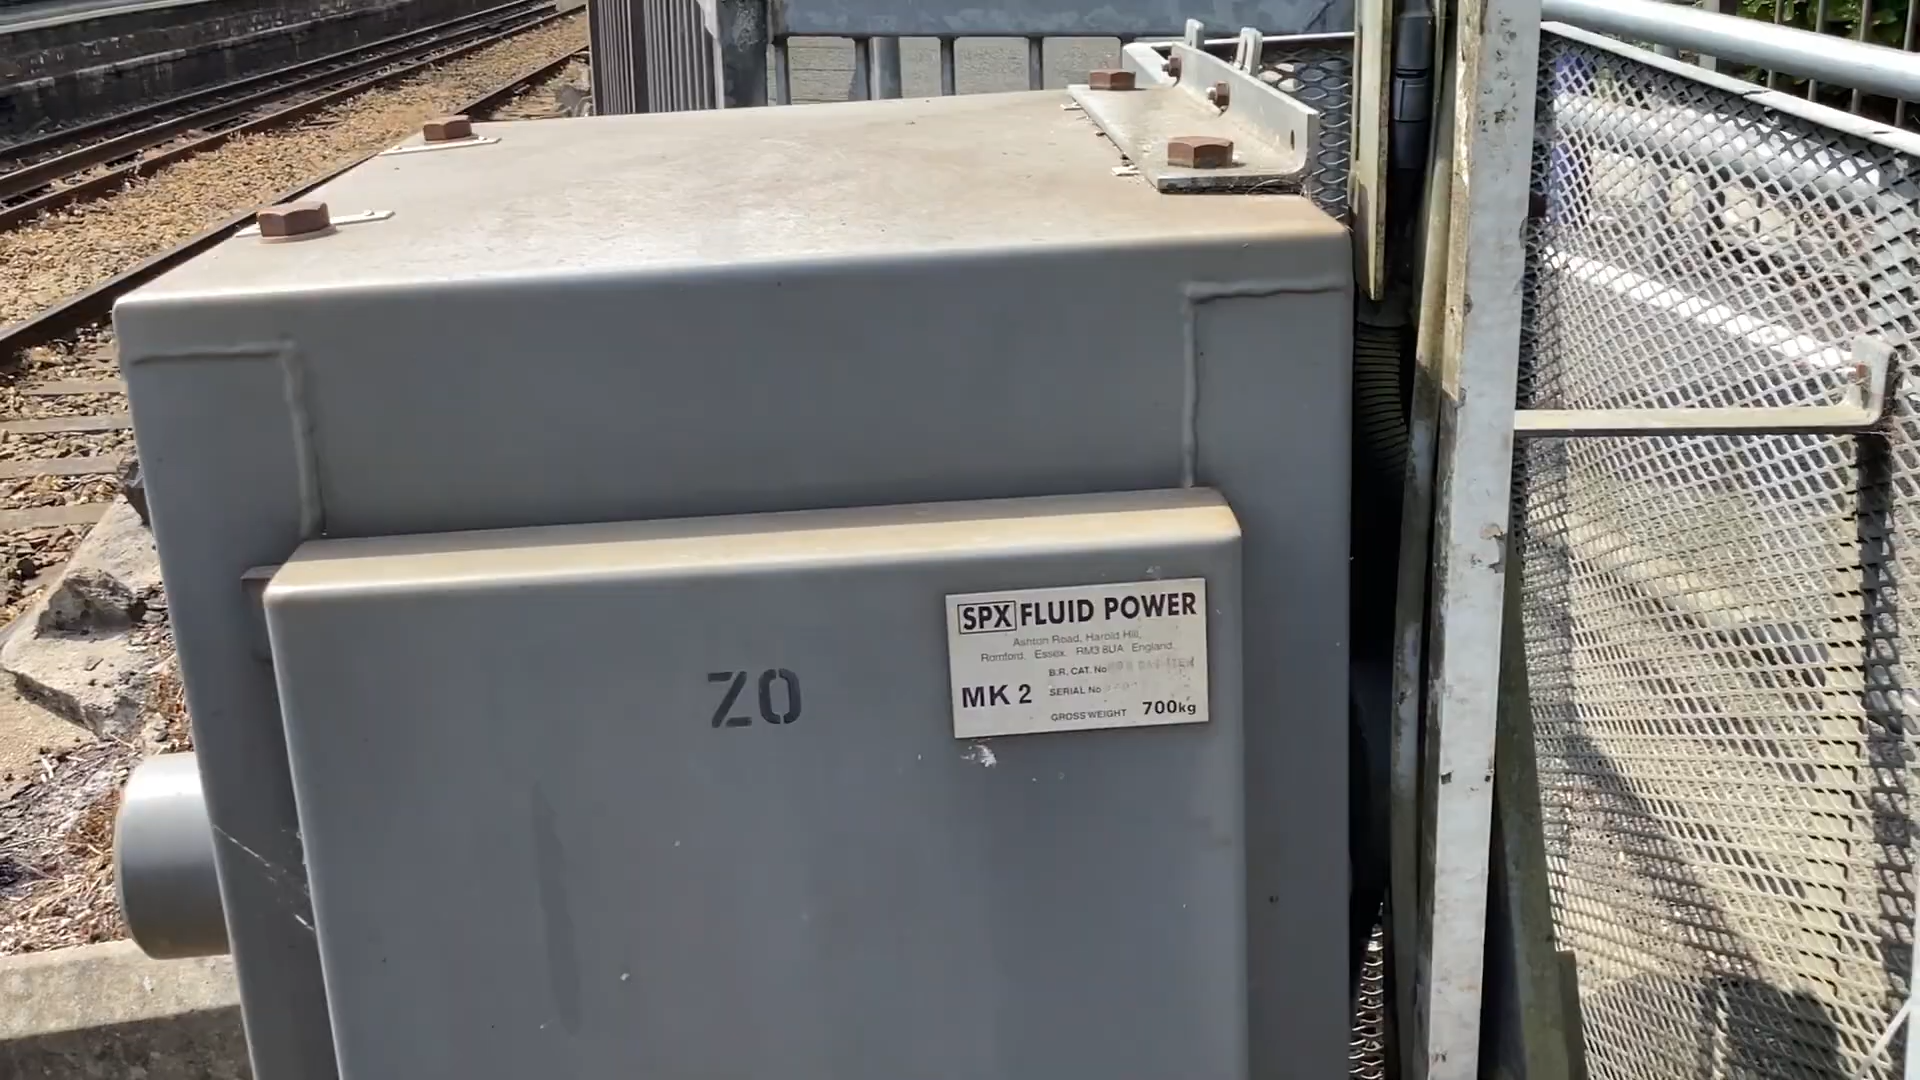 SPX FLUID POWER
Ashton Road, Harold Hill,
Romford. Essex. RM3 8UA England.
B.R. CAT. No
MK 2 SERIAL No
GROSS WEIGHT 700kg
ZO